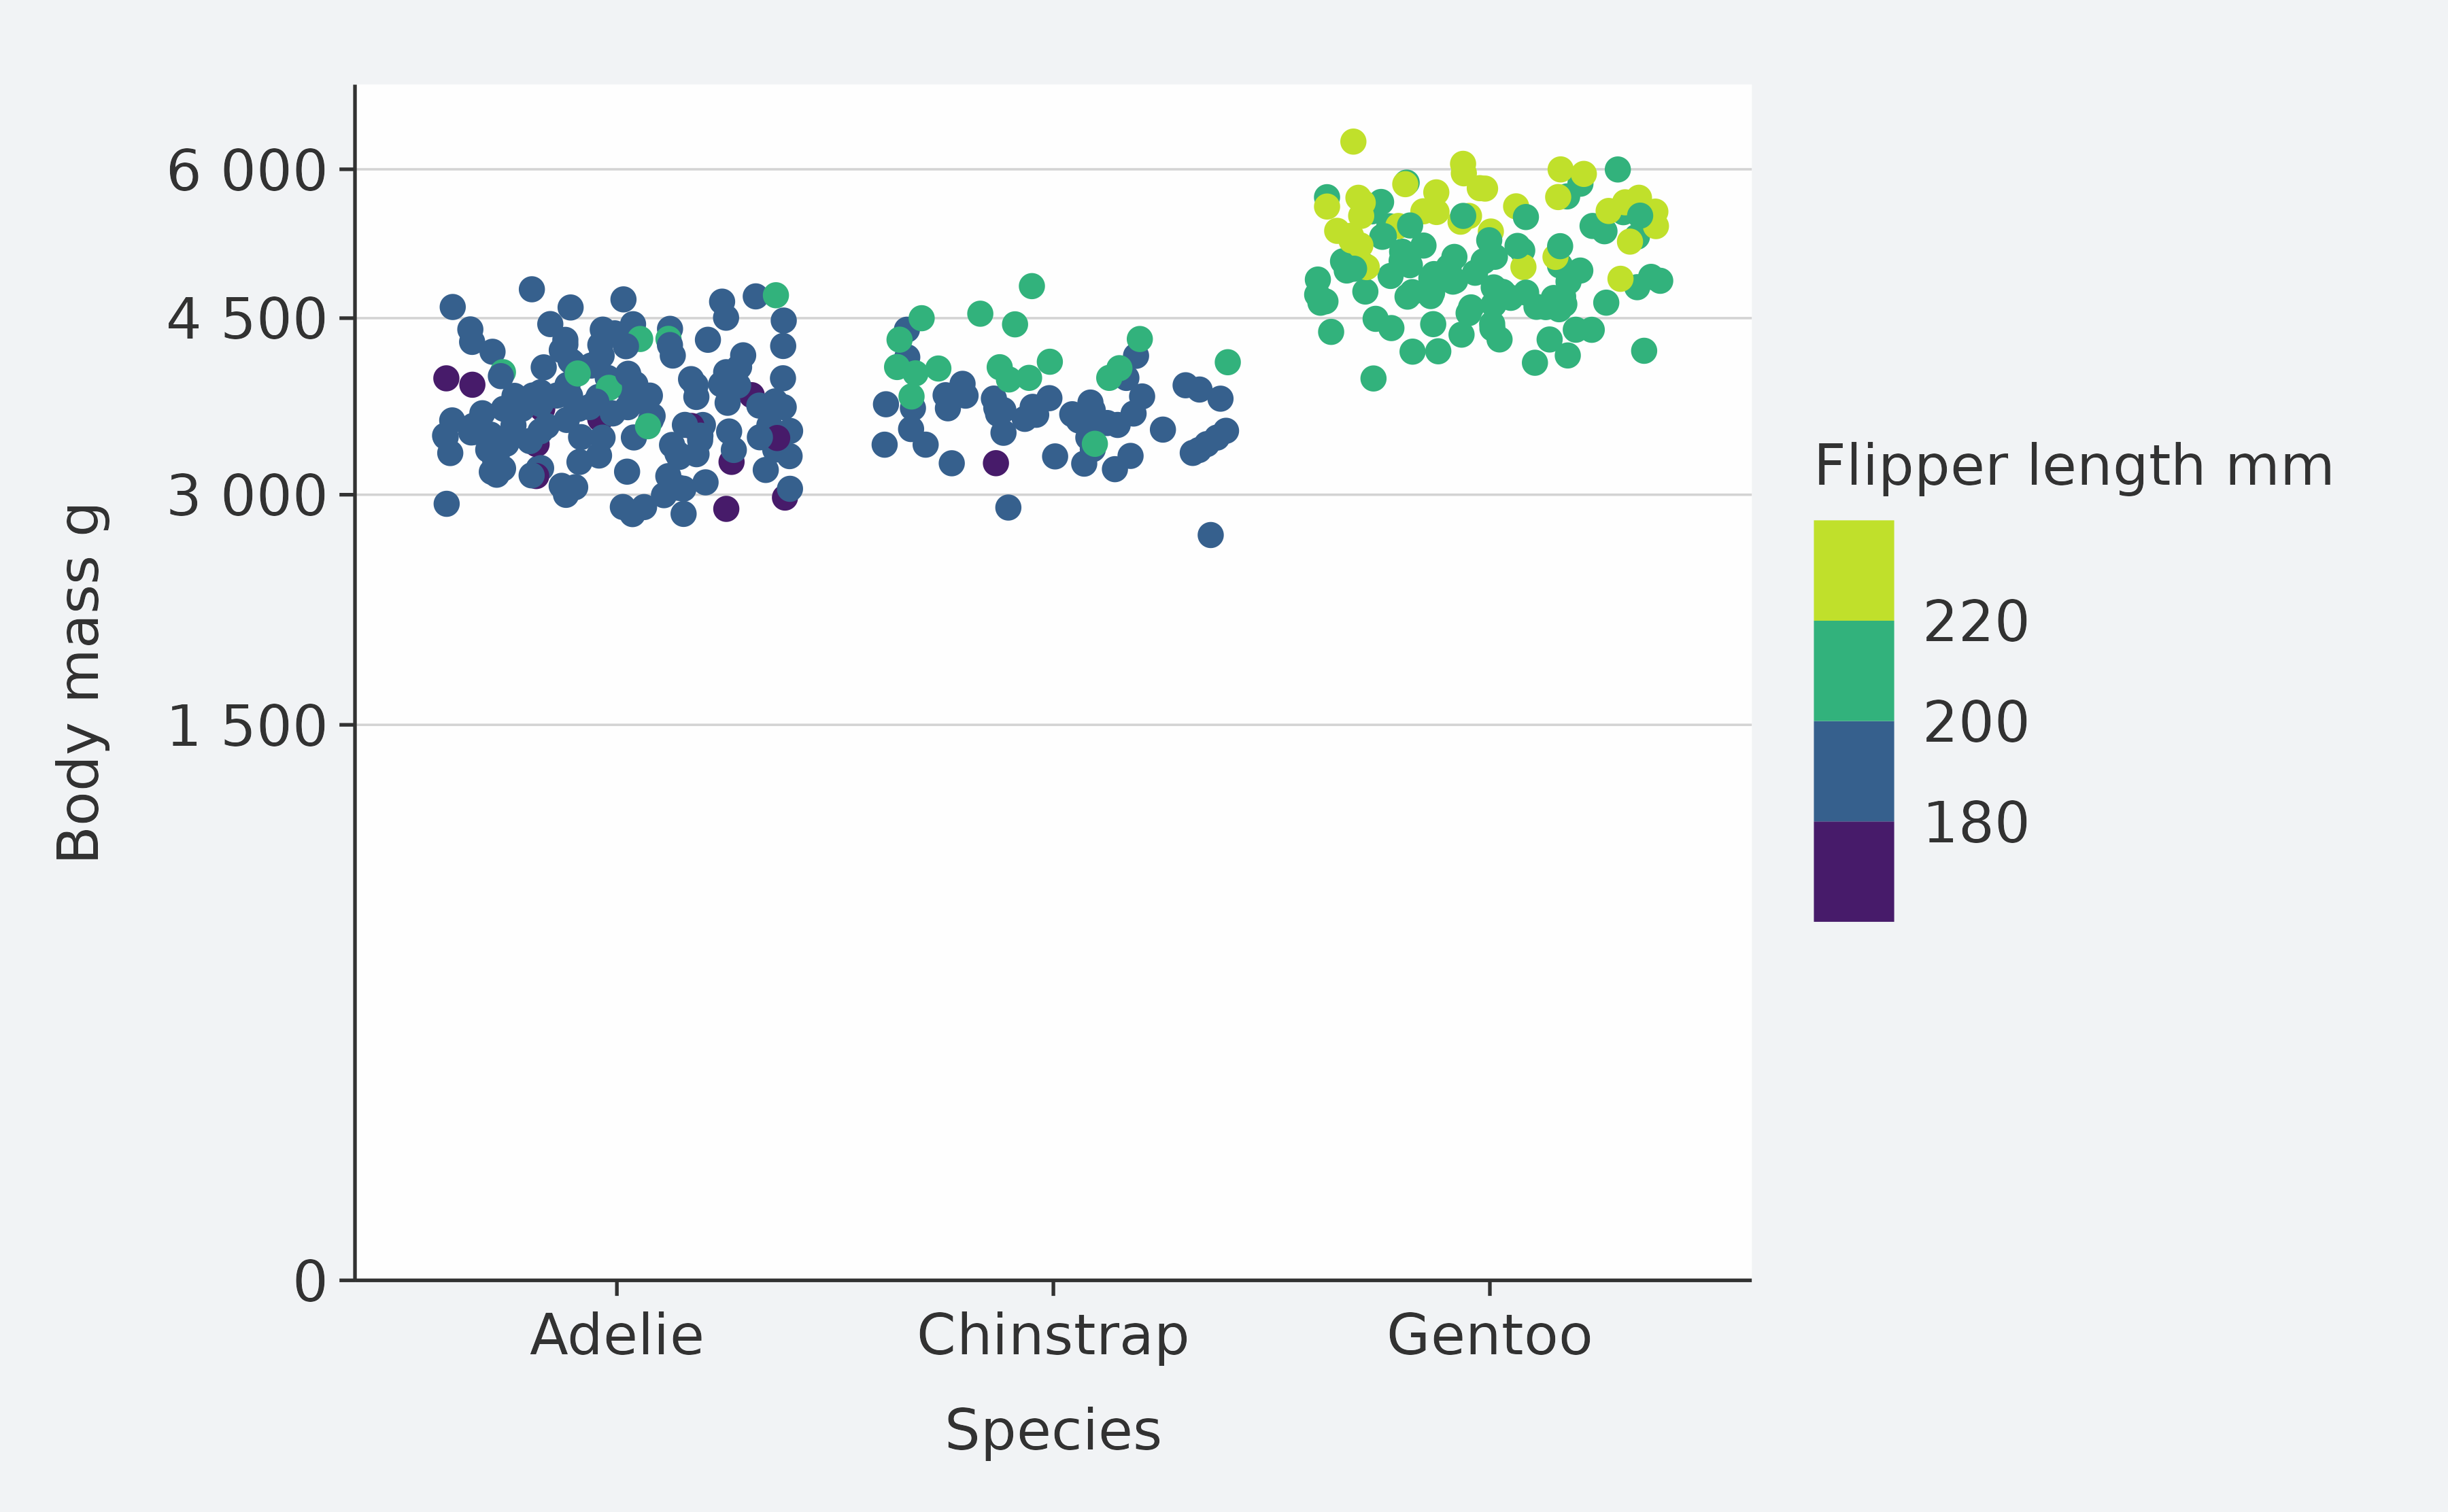 Body mass g
6 000
4 500
3 000
1 500
0
Adelie
Chinstrap
Gentoo
Species
Flipper length mm
220
200
180